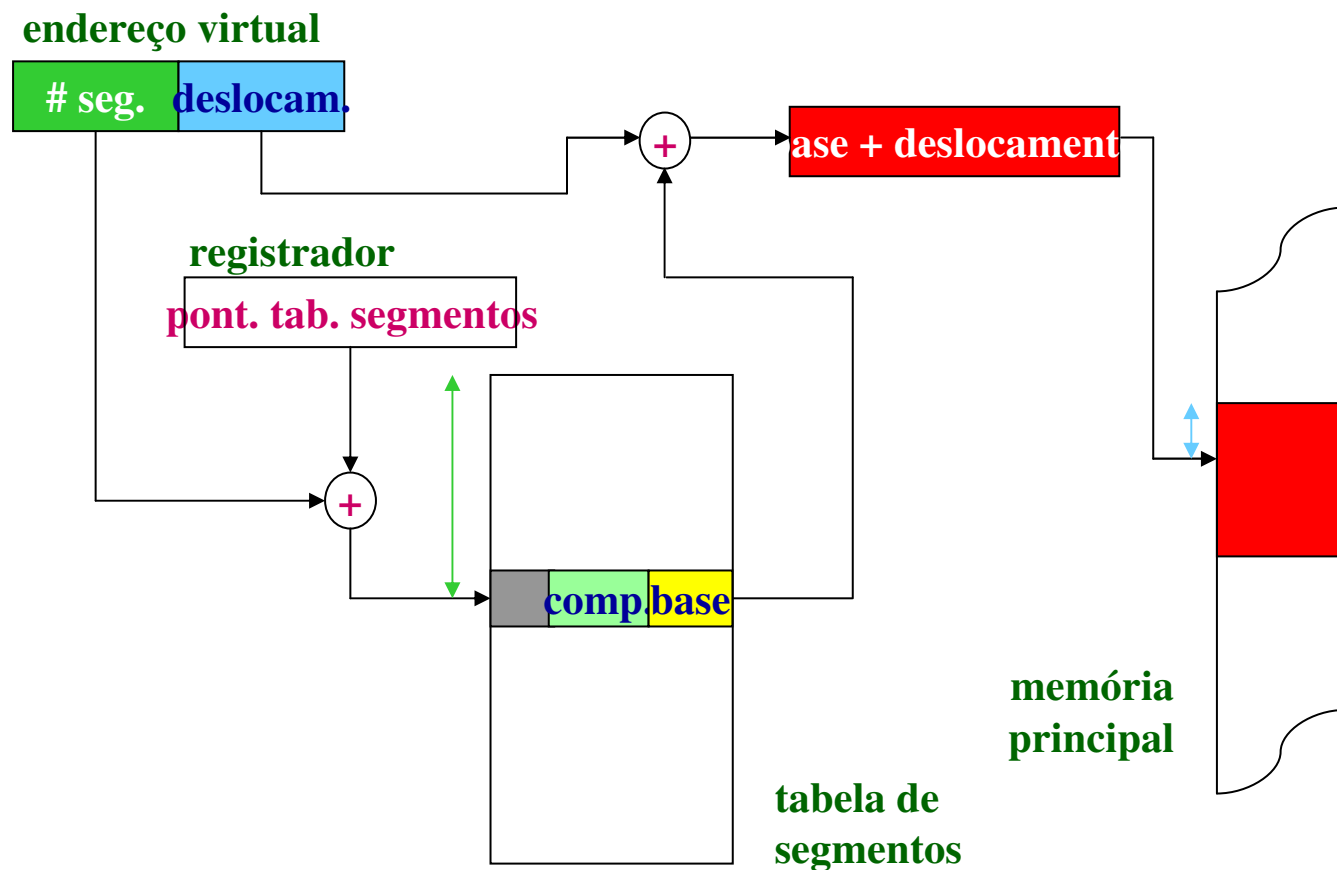 endereço virtual
# seg. deslocam.
+
ase + deslocament
registrador
pont. tab. segmentos
+
comp. base
memória
principal
tabela de
segmentos